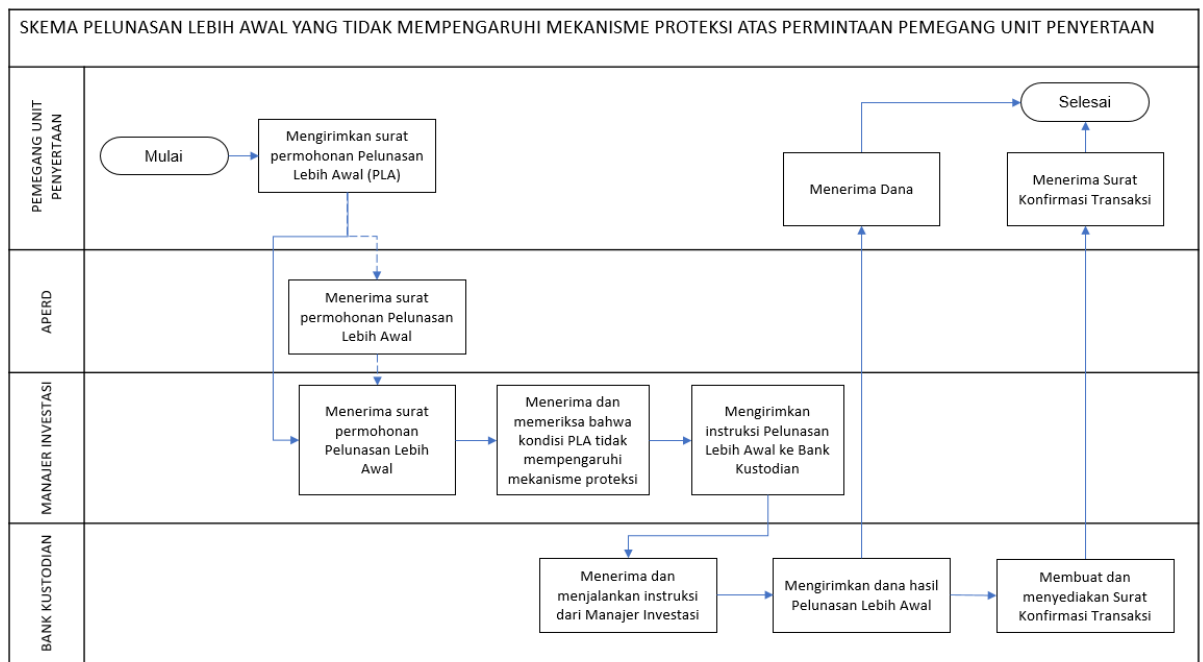 SKEMA PELUNASAN LEBIH AWAL YANG TIDAK MEMPENGARUHI MEKANISME PROTEKSI ATAS PERMINTAAN PEMEGANG UNIT PENYERTAAN
PEMEGANG UNIT
PENYERTAAN
Mulai
Mengirimkan surat
permohonan Pelunasan
Lebih Awal (PLA)
Menerima Dana
Selesai
Menerima Surat
Konfirmasi Transaksi
APERD
Menerima surat
permohonan Pelunasan
Lebih Awal
MANAJER INVESTASI
Menerima surat
permohonan
Pelunasan Lebih
Awal
Menerima dan
memeriksa bahwa
kondisi PLA tidak
mempengaruhi
mekanisme proteksi
Mengirimkan
instruksi Pelunasan
Lebih Awal ke Bank
Kustodian
BANK KUSTODIAN
Menerima dan
menjalankan instruksi
dari Manajer Investasi
Mengirimkan dana hasil
Pelunasan Lebih Awal
Membuat dan
menyediakan Surat
Konfirmasi Transaksi